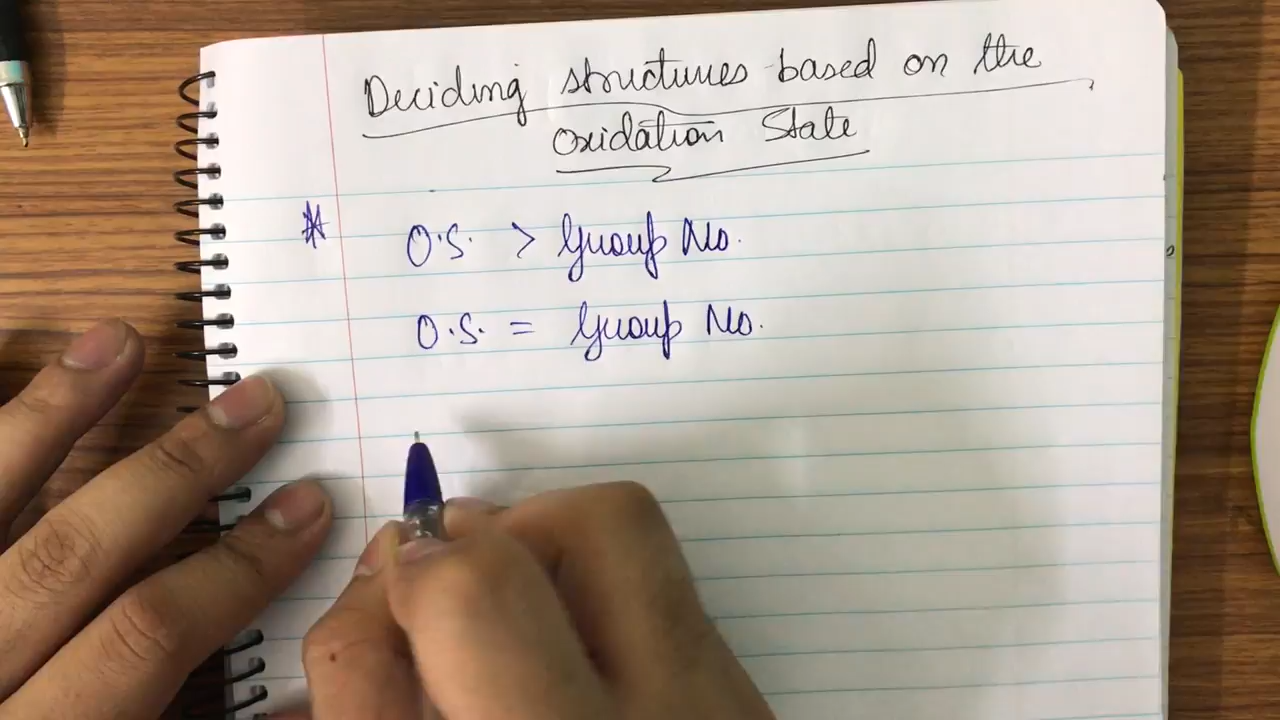 Deciding structures based on the
Oxidation State
* O.S. > Group No.
O.S. = Group No.